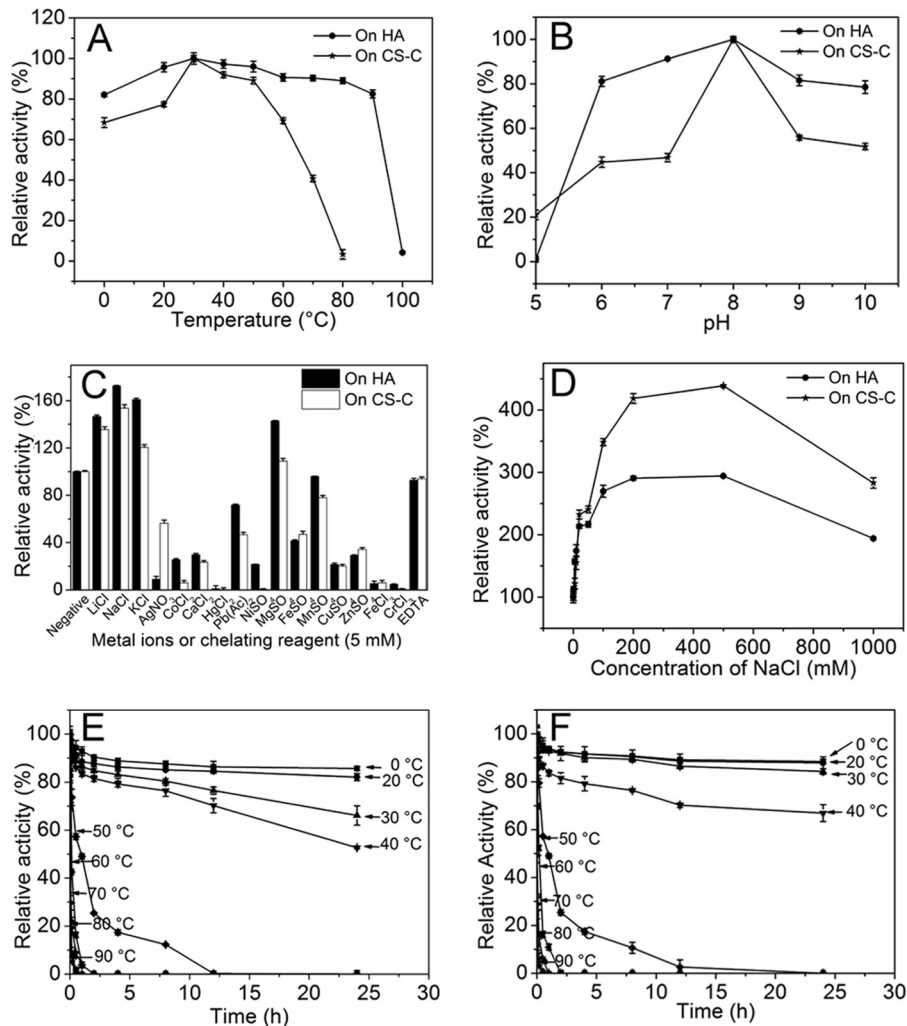 A
On HA
On CS-C
Relative activity (%)
120
100
80
60
40
20
0
0 20 40 60 80 100
Temperature (°C)
B
On HA
On CS-C
Relative activity (%)
100
80
60
40
20
0
5 6 7 8 9 10
pH
C
On HA
On CS-C
Relative activity (%)
160
120
80
40
0
Negative
LiCl
NaCl
KCl
AgNO3
CoCl2
CaCl2
HgCl2
Pb(Ac)2
NiSO4
MgSO4
FeSO4
MnSO4
CuSO4
ZnSO4
FeCl3
CrCl3
EDTA
Metal ions or chelating reagent (5 mM)
D
On HA
On CS-C
Relative activity (%)
400
300
200
100
0 200 400 600 800 1000
Concentration of NaCl (mM)
E
Relative acticity (%)
100
80
60
40
20
0
0 °C
20 °C
30 °C
40 °C
50 °C
60 °C
70 °C
80 °C
90 °C
0 5 10 15 20 25 30
Time (h)
F
Relative Activity (%)
100
80
60
40
20
0
0 °C
20 °C
30 °C
40 °C
50 °C
60 °C
70 °C
80 °C
90 °C
0 5 10 15 20 25 30
Time (h)